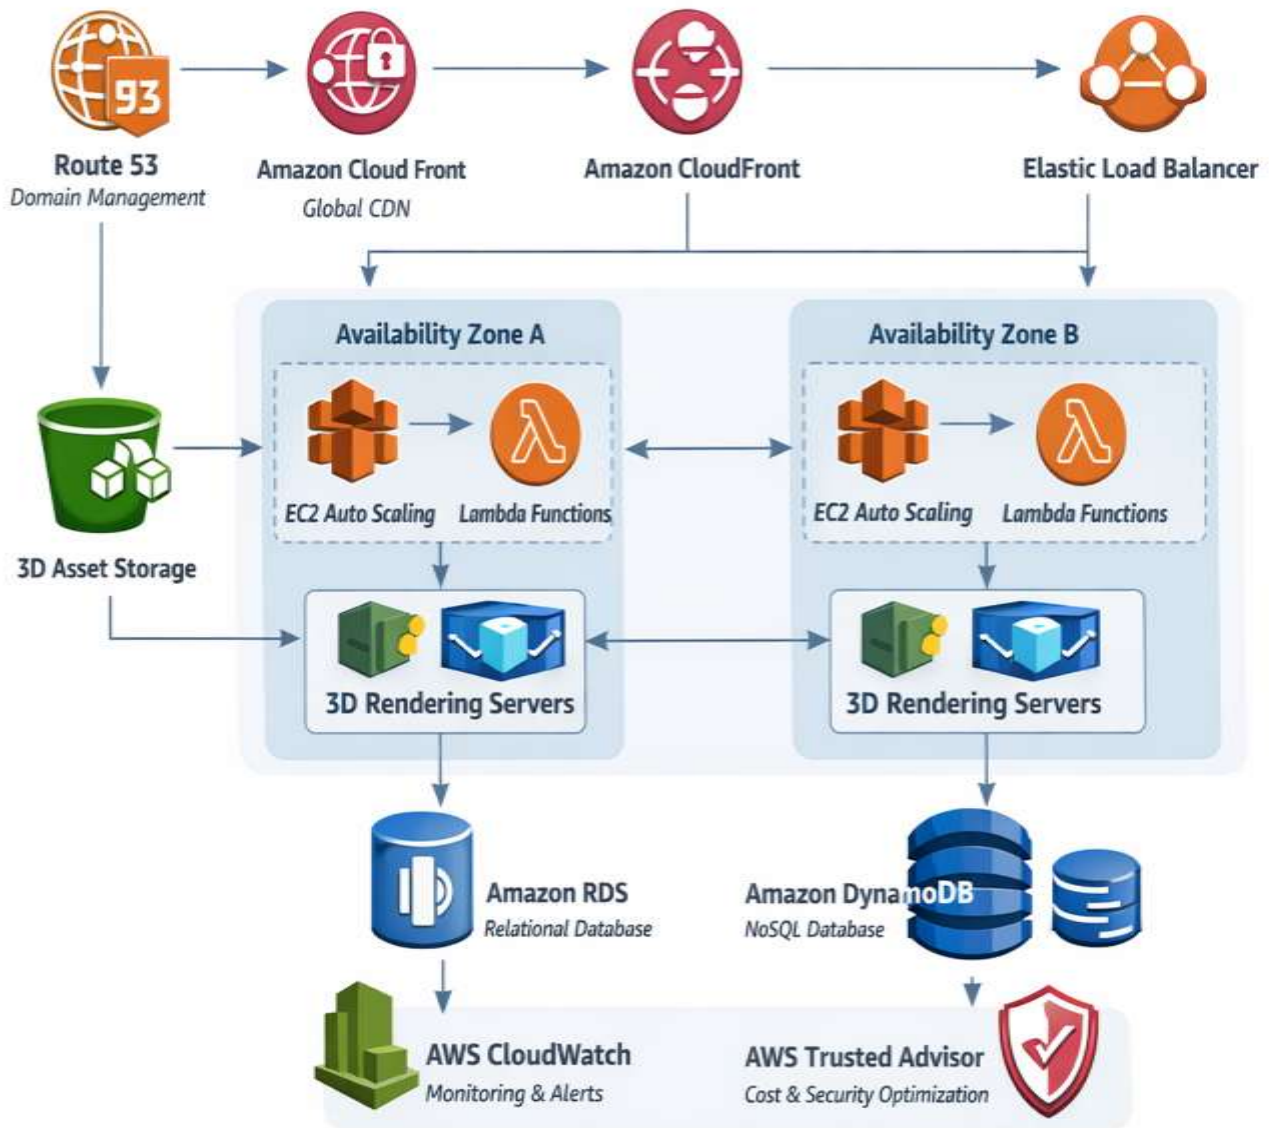 93
Route 53
Domain Management
Amazon Cloud Front
Global CDN
Amazon CloudFront
Elastic Load Balancer
Availability Zone A
Availability Zone B
EC2 Auto Scaling
Lambda Functions
EC2 Auto Scaling
Lambda Functions
3D Asset Storage
3D Rendering Servers
3D Rendering Servers
Amazon RDS
Relational Database
Amazon DynamoDB
NoSQL Database
AWS CloudWatch
Monitoring & Alerts
AWS Trusted Advisor
Cost & Security Optimization